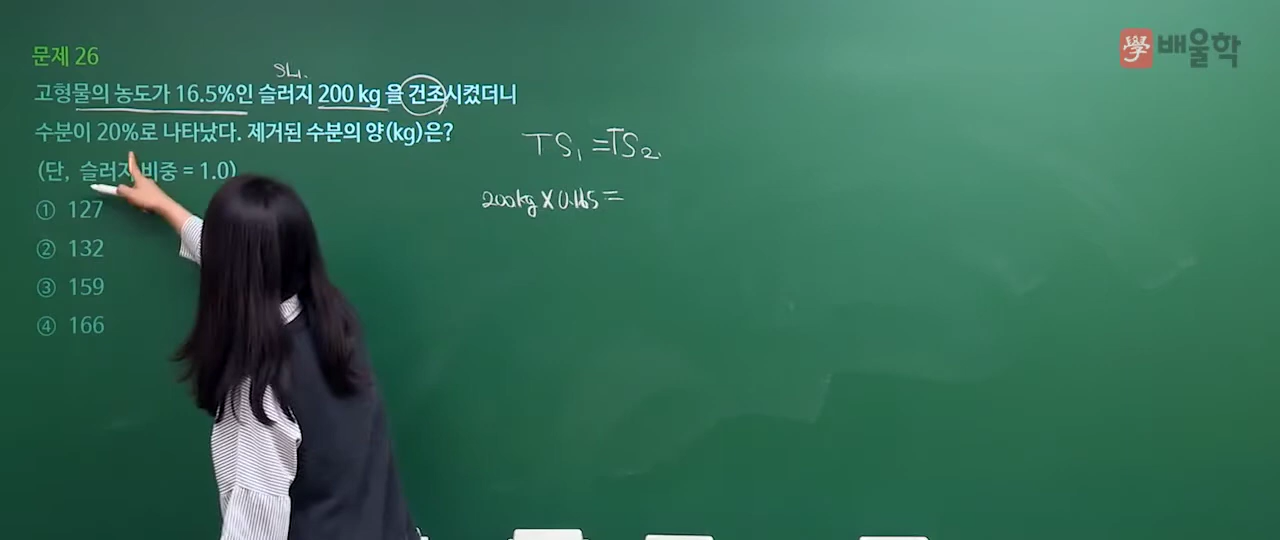 學 배울학
문제 26
SL1.
고형물의 농도가 16.5%인 슬러지 200 kg 을 건조시켰더니
수분이 20%로 나타났다. 제거된 수분의 양(kg)은?
(단, 슬러지 비중 = 1.0)
① 127
② 132
③ 159
④ 166
TS₁ = TS₂.
200kg × 0.165 =